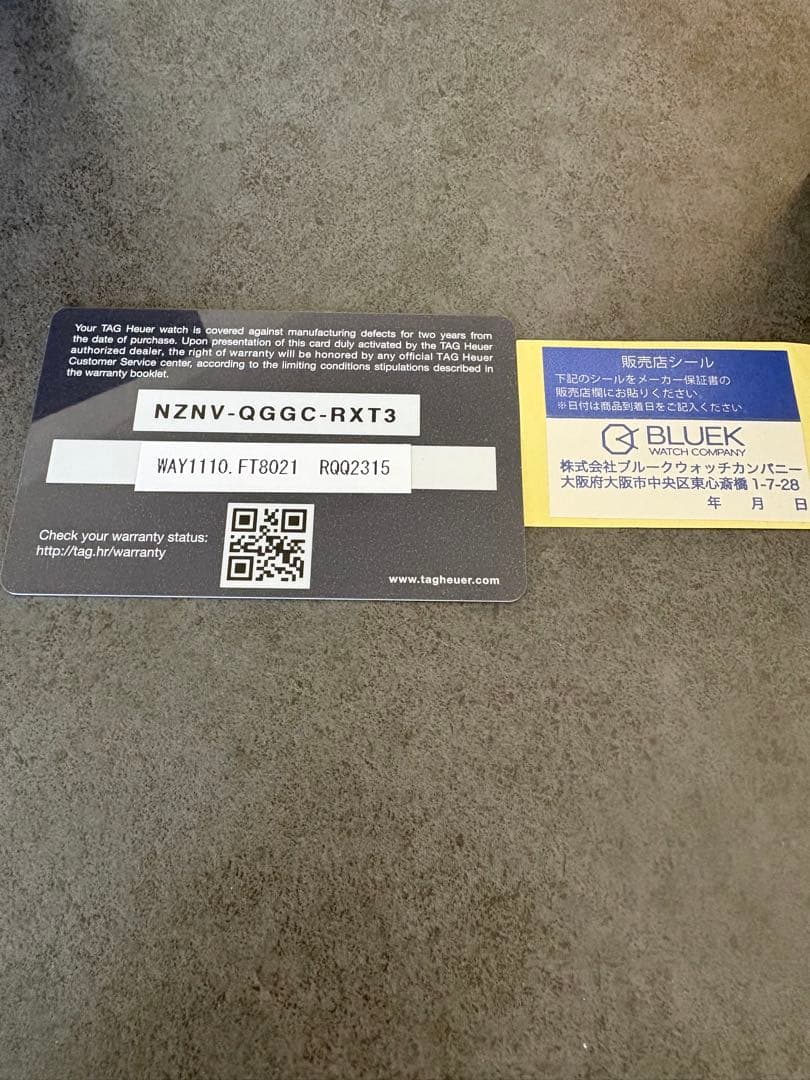 Your TAG Heuer watch is covered against manufacturing defects for two years from
the date of purchase. Upon presentation of this card duly activated by the TAG Heuer
authorized dealer, the right of warranty will be honored by any official TAG Heuer
Customer Service center, according to the limiting conditions stipulations described in
the warranty booklet.
NZNV-QGGC-RXT3
WAY1110.FT8021 RQQ2315
Check your warranty status:
http://tag.hr/warranty
www.tagheuer.com
販売店シール
下記のシールをメーカー保証書の
販売店欄にお貼りください。
※日付は商品到着日をご記入ください
BLUEK
WATCH COMPANY
株式会社ブルークウォッチカンパニー
大阪府大阪市中央区東心斎橋1-7-28
年 月 日